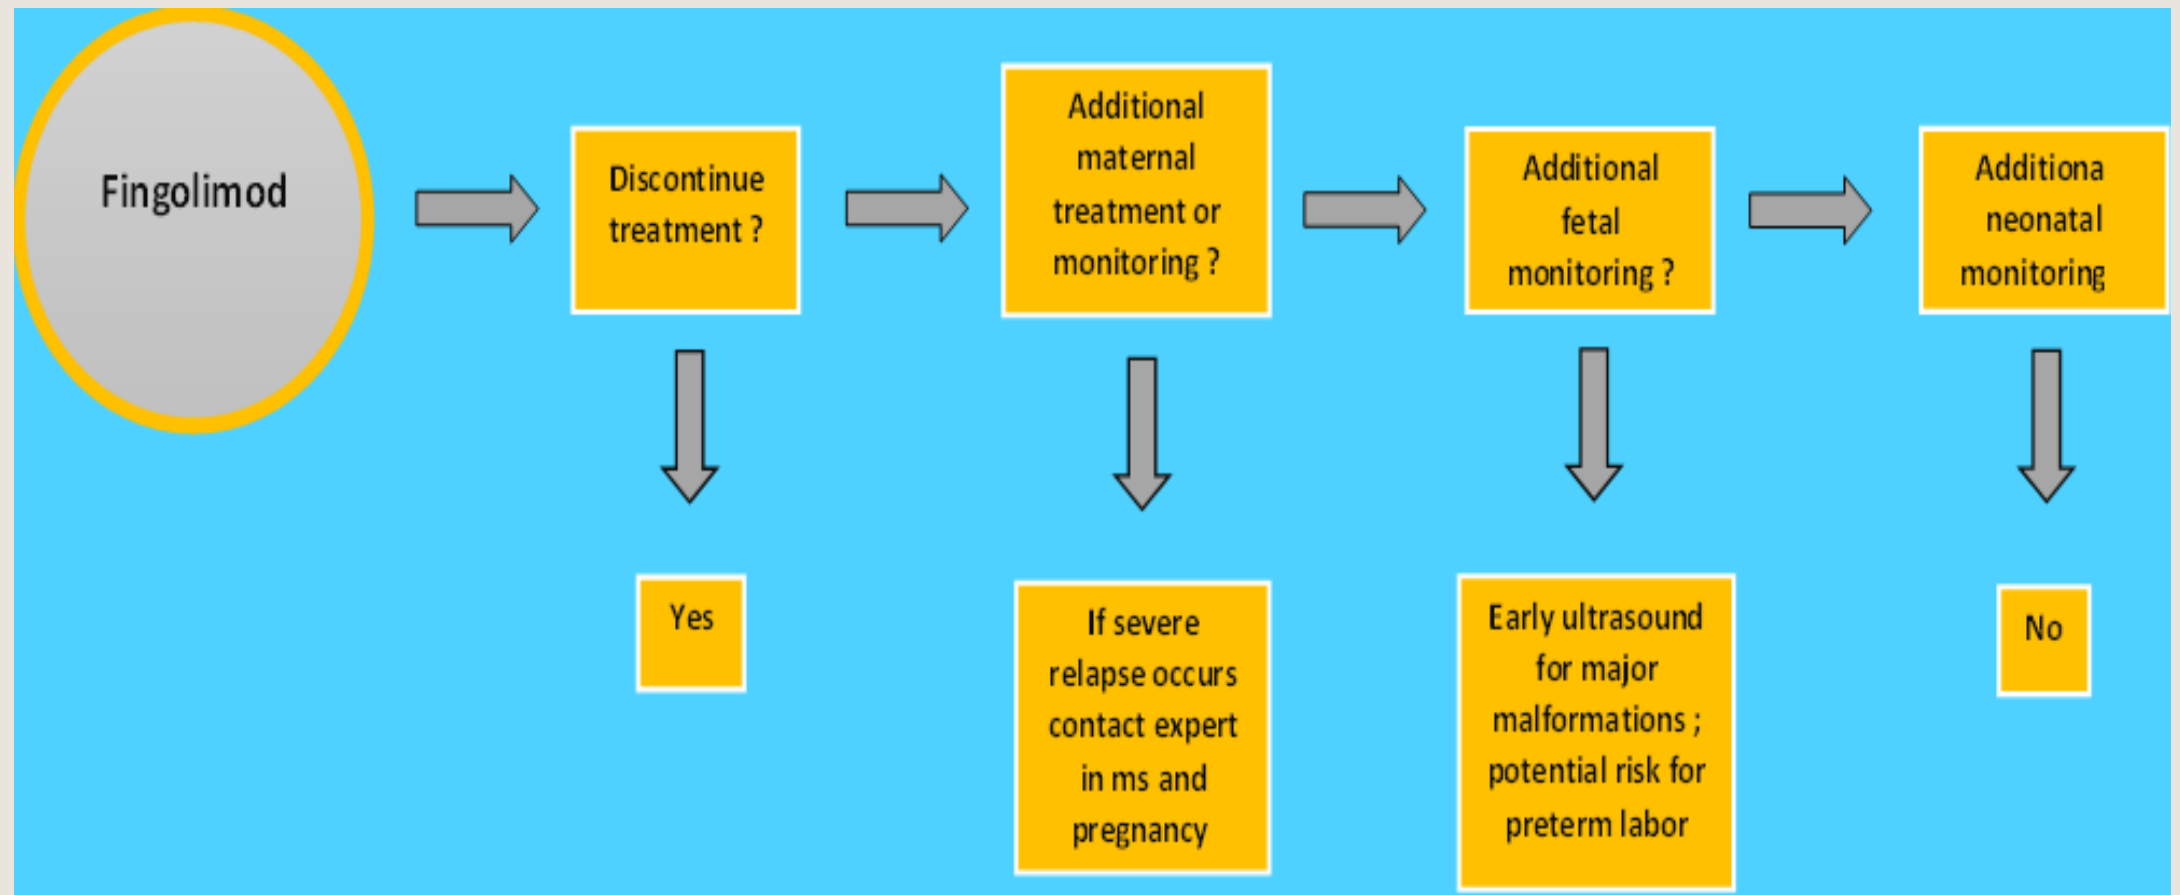 Fingolimod
Discontinue
treatment ?
Additional
maternal
treatment or
monitoring ?
Additional
fetal
monitoring ?
Additiona
neonatal
monitoring
Yes
If severe
relapse occurs
contact expert
in ms and
pregnancy
Early ultrasound
for major
malformations ;
potential risk for
preterm labor
No